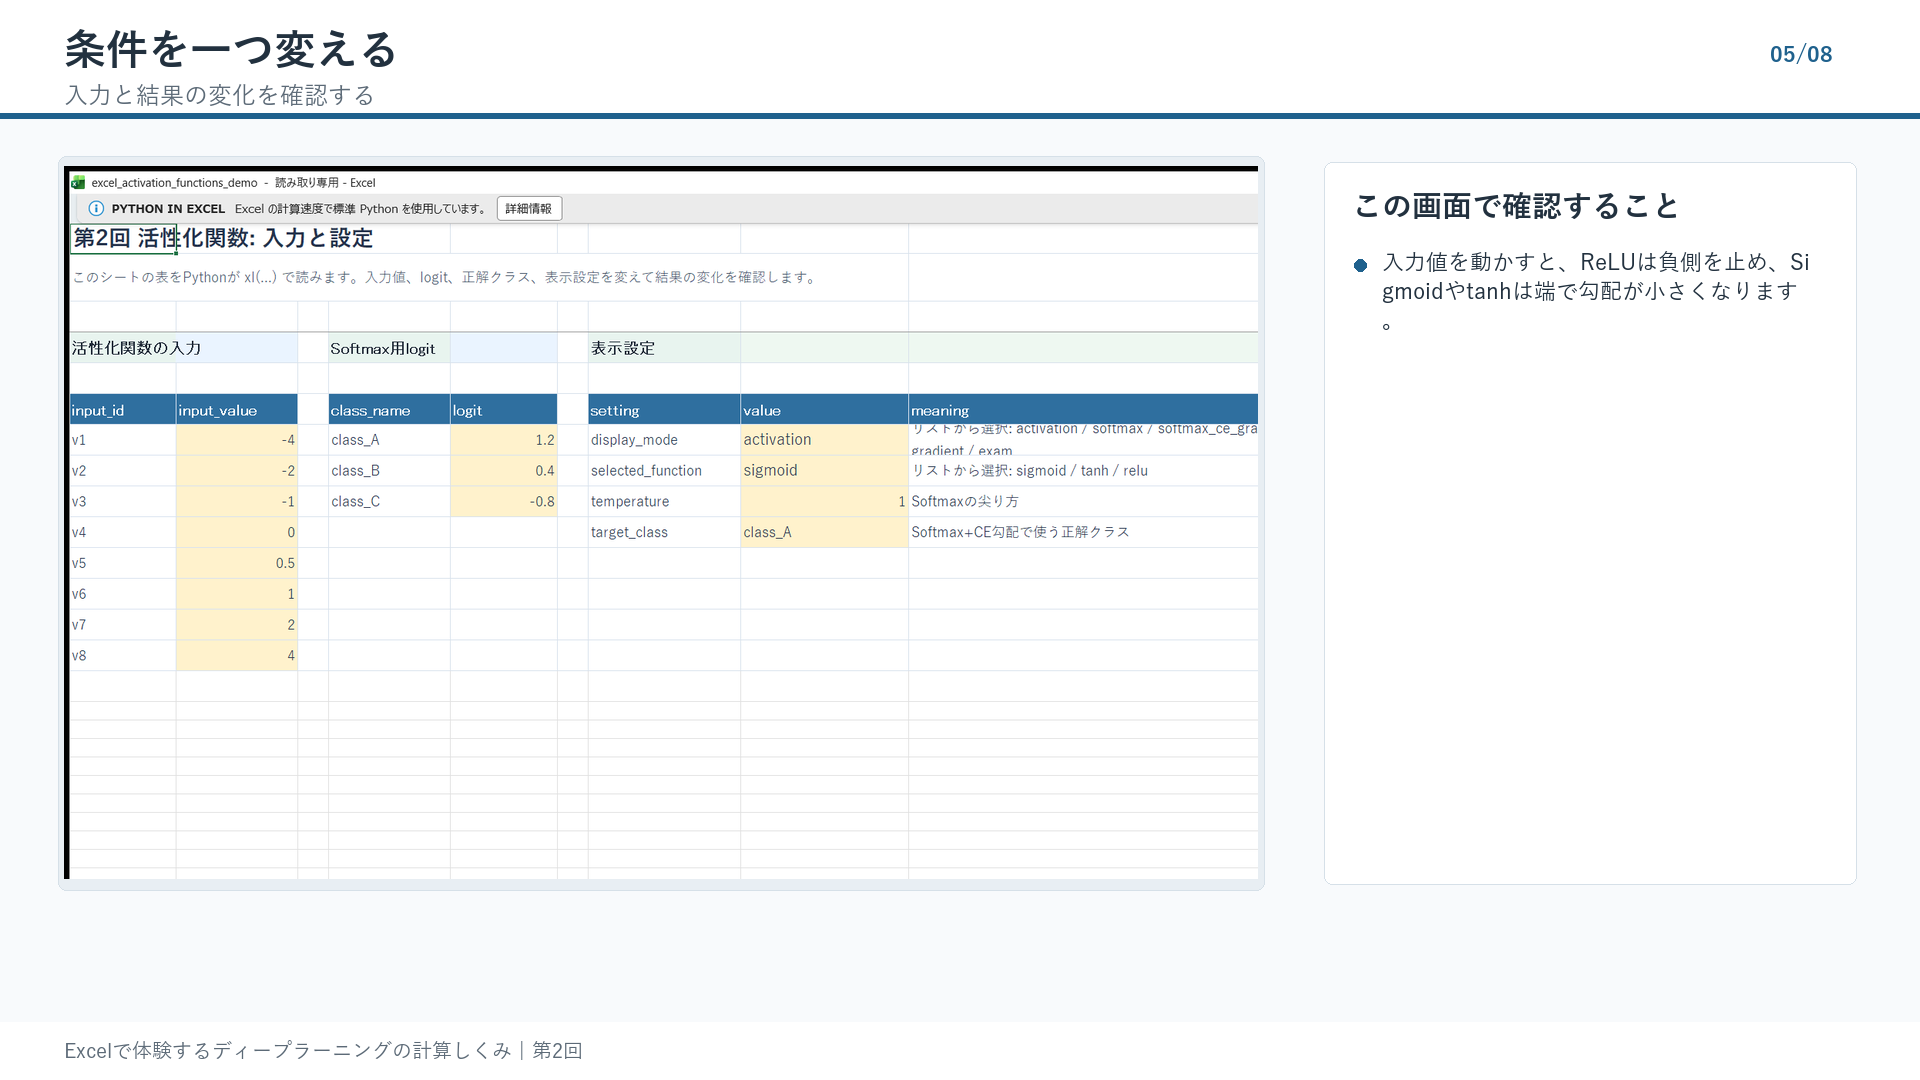 条件を一つ変える
05/08
入力と結果の変化を確認する
excel_activation_functions_demo - 読み取り専用 - Excel
PYTHON IN EXCEL Excel の計算速度で標準 Python を使用しています。 詳細情報
第2回 活性化関数: 入力と設定
このシートの表をPythonが xl(...) で読みます。入力値、logit、正解クラス、表示設定を変えて結果の変化を確認します。
活性化関数の入力 Softmax用logit 表示設定
input_id input_value class_name logit setting value meaning
v1 -4 class_A 1.2 display_mode activation リストから選択: activation / softmax / softmax_ce_gra
gradient / exam
v2 -2 class_B 0.4 selected_function sigmoid リストから選択: sigmoid / tanh / relu
v3 -1 class_C -0.8 temperature 1 Softmaxの尖り方
v4 0 target_class class_A Softmax+CE勾配で使う正解クラス
v5 0.5
v6 1
v7 2
v8 4
この画面で確認すること
入力値を動かすと、ReLUは負側を止め、Si
gmoidやtanhは端で勾配が小さくなります
。
Excelで体験するディープラーニングの計算しくみ｜第2回